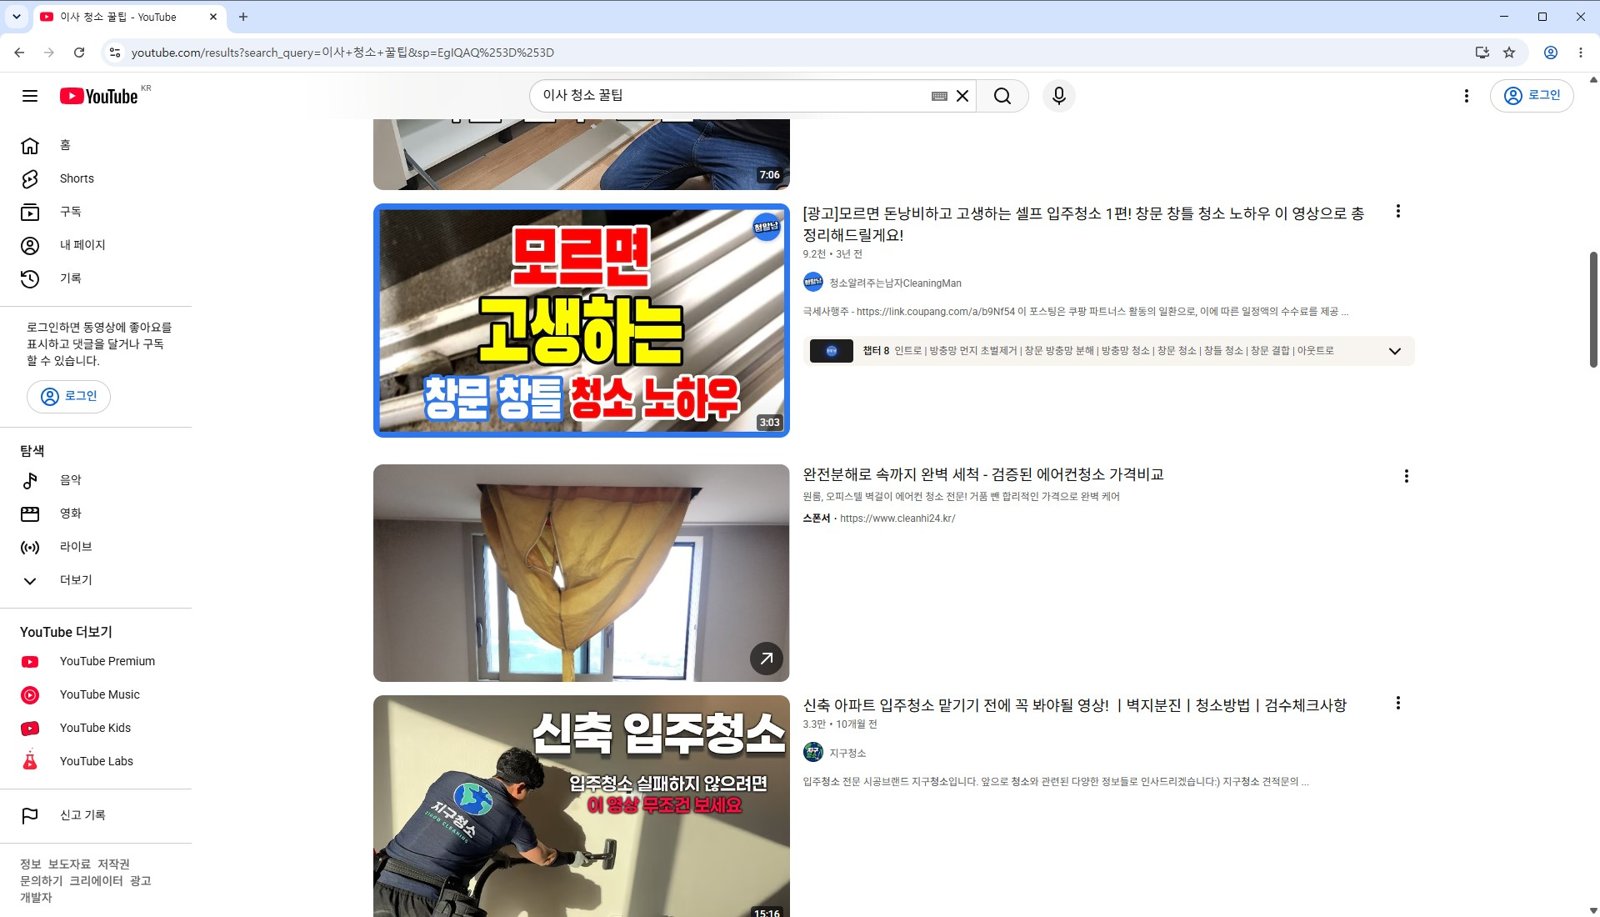 이사 청소 꿀팁 - YouTube
youtube.com/results?search_query=이사+청소+꿀팁&sp=EgIQAQ%253D%253D
YouTube KR
이사 청소 꿀팁
로그인
홈
Shorts
구독
내 페이지
기록
로그인하면 동영상에 좋아요를
표시하고 댓글을 달거나 구독
할 수 있습니다.
로그인
탐색
음악
영화
라이브
더보기
YouTube 더보기
YouTube Premium
YouTube Music
YouTube Kids
YouTube Labs
신고 기록
정보 보도자료 저작권
문의하기 크리에이터 광고
개발자
7:06
모르면
고생하는
창문 창틀 청소 노하우
청알남
3:03
[광고]모르면 돈낭비하고 고생하는 셀프 입주청소 1편! 창문 창틀 청소 노하우 이 영상으로 총
정리해드릴게요!
9.2천 • 3년 전
청소알려주는남자CleaningMan
극세사행주 - https://link.coupang.com/a/b9Nf54 이 포스팅은 쿠팡 파트너스 활동의 일환으로, 이에 따른 일정액의 수수료를 제공 ...
챕터 8 인트로 | 방충망 먼지 초벌제거 | 창문 방충망 분해 | 방충망 청소 | 창문 청소 | 창틀 청소 | 창문 결합 | 아웃트로
완전분해로 속까지 완벽 세척 - 검증된 에어컨청소 가격비교
원룸, 오피스텔 벽걸이 에어컨 청소 전문! 거품 뺀 합리적인 가격으로 완벽 케어
스폰서 · https://www.cleanhi24.kr/
신축 입주청소
입주청소 실패하지 않으려면
이 영상 무조건 보세요
지구청소
ZIGOO CLEANING
15:16
신축 아파트 입주청소 맡기기 전에 꼭 봐야될 영상! ㅣ벽지분진ㅣ청소방법ㅣ검수체크사항
3.3만 • 10개월 전
지구청소
입주청소 전문 시공브랜드 지구청소입니다. 앞으로 청소와 관련된 다양한 정보들로 인사드리겠습니다:) 지구청소 견적문의 ...